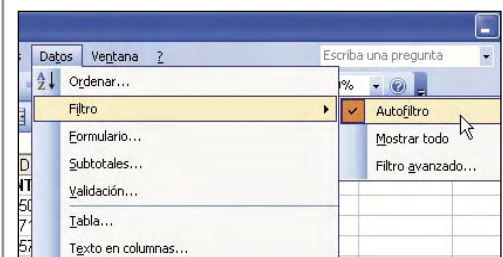 Datos Ventana ? Escriba una pregunta
Ordenar...
Filtro
Autofiltro
Formulario...
Mostrar todo
Subtotales...
Filtro avanzado...
Validación...
Tabla...
Texto en columnas...